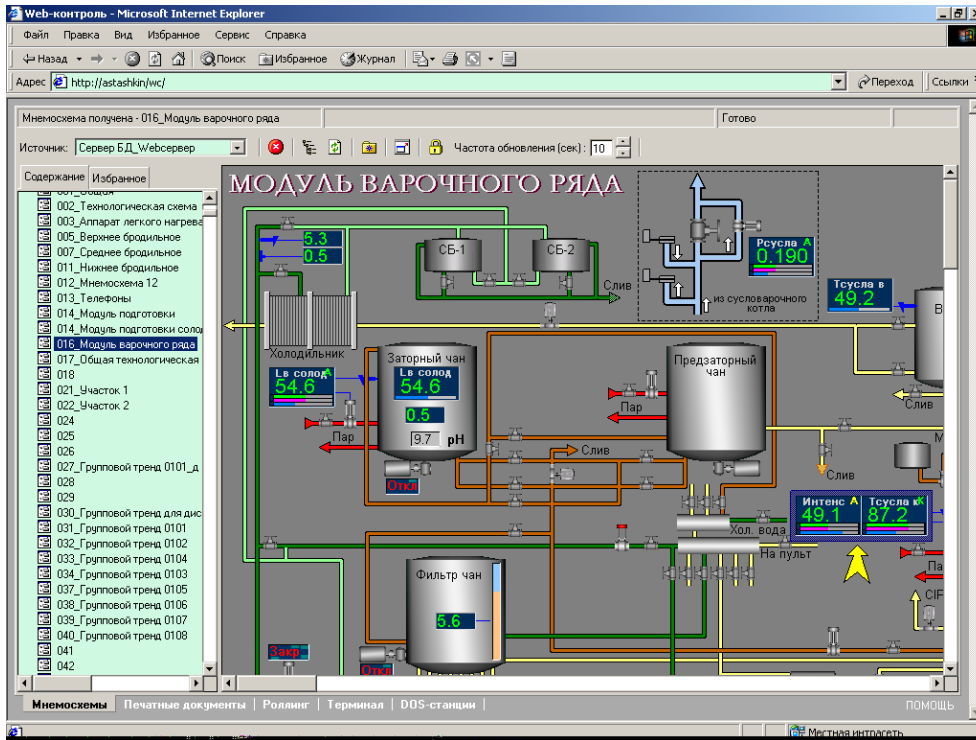 Web-контроль - Microsoft Internet Explorer
Файл Правка Вид Избранное Сервис Справка
Назад Поиск Избранное Журнал
Адрес http://astashkin/wc/ Переход Ссылки
Мнемосхема получена - 016_Модуль варочного ряда Готово
Источник: Сервер БД_Webсервер Частота обновления (сек): 10
Содержание Избранное
001_Общая
002_Технологическая схема
003_Аппарат легкого нагрева
005_Верхнее бродильное
007_Среднее бродильное
011_Нижнее бродильное
012_Мнемосхема 12
013_Телефоны
014_Модуль подготовки
014_Модуль подготовки соло
016_Модуль варочного ряда
017_Общая технологическая
018
021_Участок 1
022_Участок 2
024
025
026
027_Групповой тренд 0101_д
028
029
030_Групповой тренд для дис
031_Групповой тренд 0101
032_Групповой тренд 0102
033_Групповой тренд 0104
034_Групповой тренд 0103
037_Групповой тренд 0105
038_Групповой тренд 0106
039_Групповой тренд 0107
040_Групповой тренд 0108
041
042
МОДУЛЬ ВАРОЧНОГО РЯДА
5.3
0.5
СБ-1
СБ-2
Слив
Pсусла А
0.190
из сусловарочного
котла
Tсусла в
49.2
В
Холодильник
Lв солод А
54.6
Пар
Заторный чан
Lв солод
54.6
0.5
9.7 pH
Откл
Слив
Предзаторный
чан
Пар
Слив
Слив
М
Интенс А
49.1
Tсусла к К
87.2
Хол. вода
На пульт
Па
CIF
Фильтр чан
5.6
Закр
Откл
Мнемосхемы Печатные документы Роллинг Терминал DOS-станции ПОМОЩЬ
Местная интрасеть